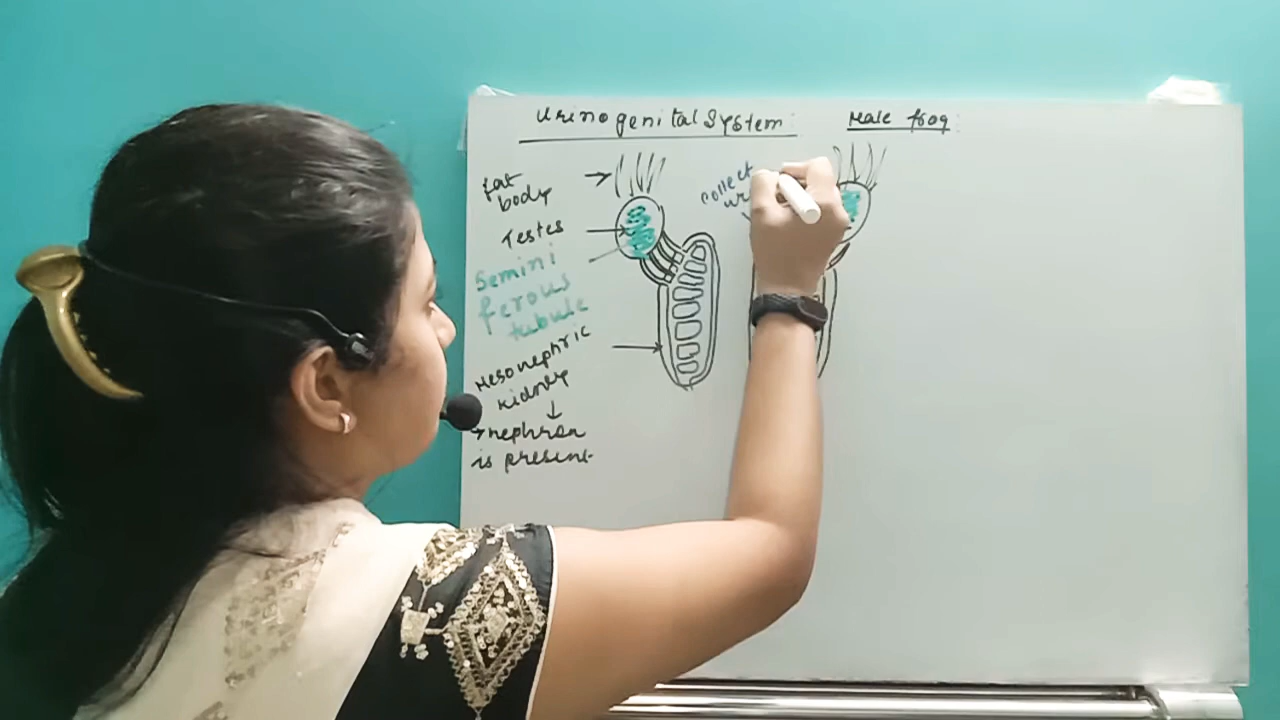 Urinogenital System:
Male frog:
fat
body
Testes
Semini
ferous
tubule
Mesonephric
kidney
nephron
is present
collect